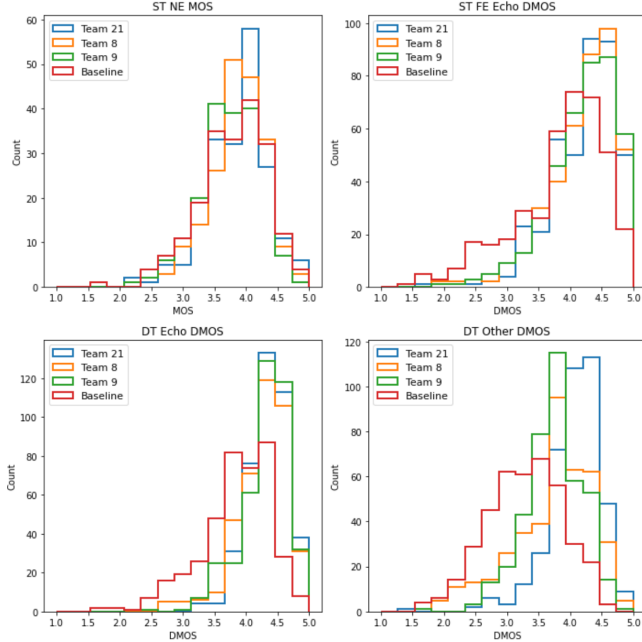 ST NE MOS
60
50
40
30
20
10
0
Count
Team 21
Team 8
Team 9
Baseline
1.0 1.5 2.0 2.5 3.0 3.5 4.0 4.5 5.0
MOS
ST FE Echo DMOS
100
80
60
40
20
0
Count
Team 21
Team 8
Team 9
Baseline
1.0 1.5 2.0 2.5 3.0 3.5 4.0 4.5 5.0
DMOS
DT Echo DMOS
120
100
80
60
40
20
0
Count
Team 21
Team 8
Team 9
Baseline
1.0 1.5 2.0 2.5 3.0 3.5 4.0 4.5 5.0
DMOS
DT Other DMOS
120
100
80
60
40
20
0
Count
Team 21
Team 8
Team 9
Baseline
1.0 1.5 2.0 2.5 3.0 3.5 4.0 4.5 5.0
DMOS